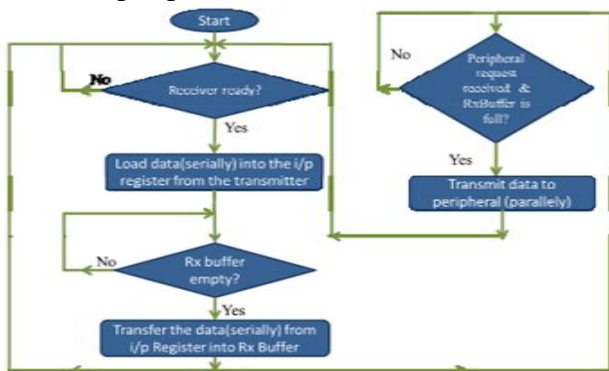 Start
No
Receiver ready?
Yes
Load data(serially) into the i/p
register from the transmitter
No
Rx buffer
empty?
Yes
Transfer the data(serially) from
i/p Register into Rx Buffer
No
Peripheral
request
received &
RxBuffer is
full?
Yes
Transmit data to
peripheral (parallely)